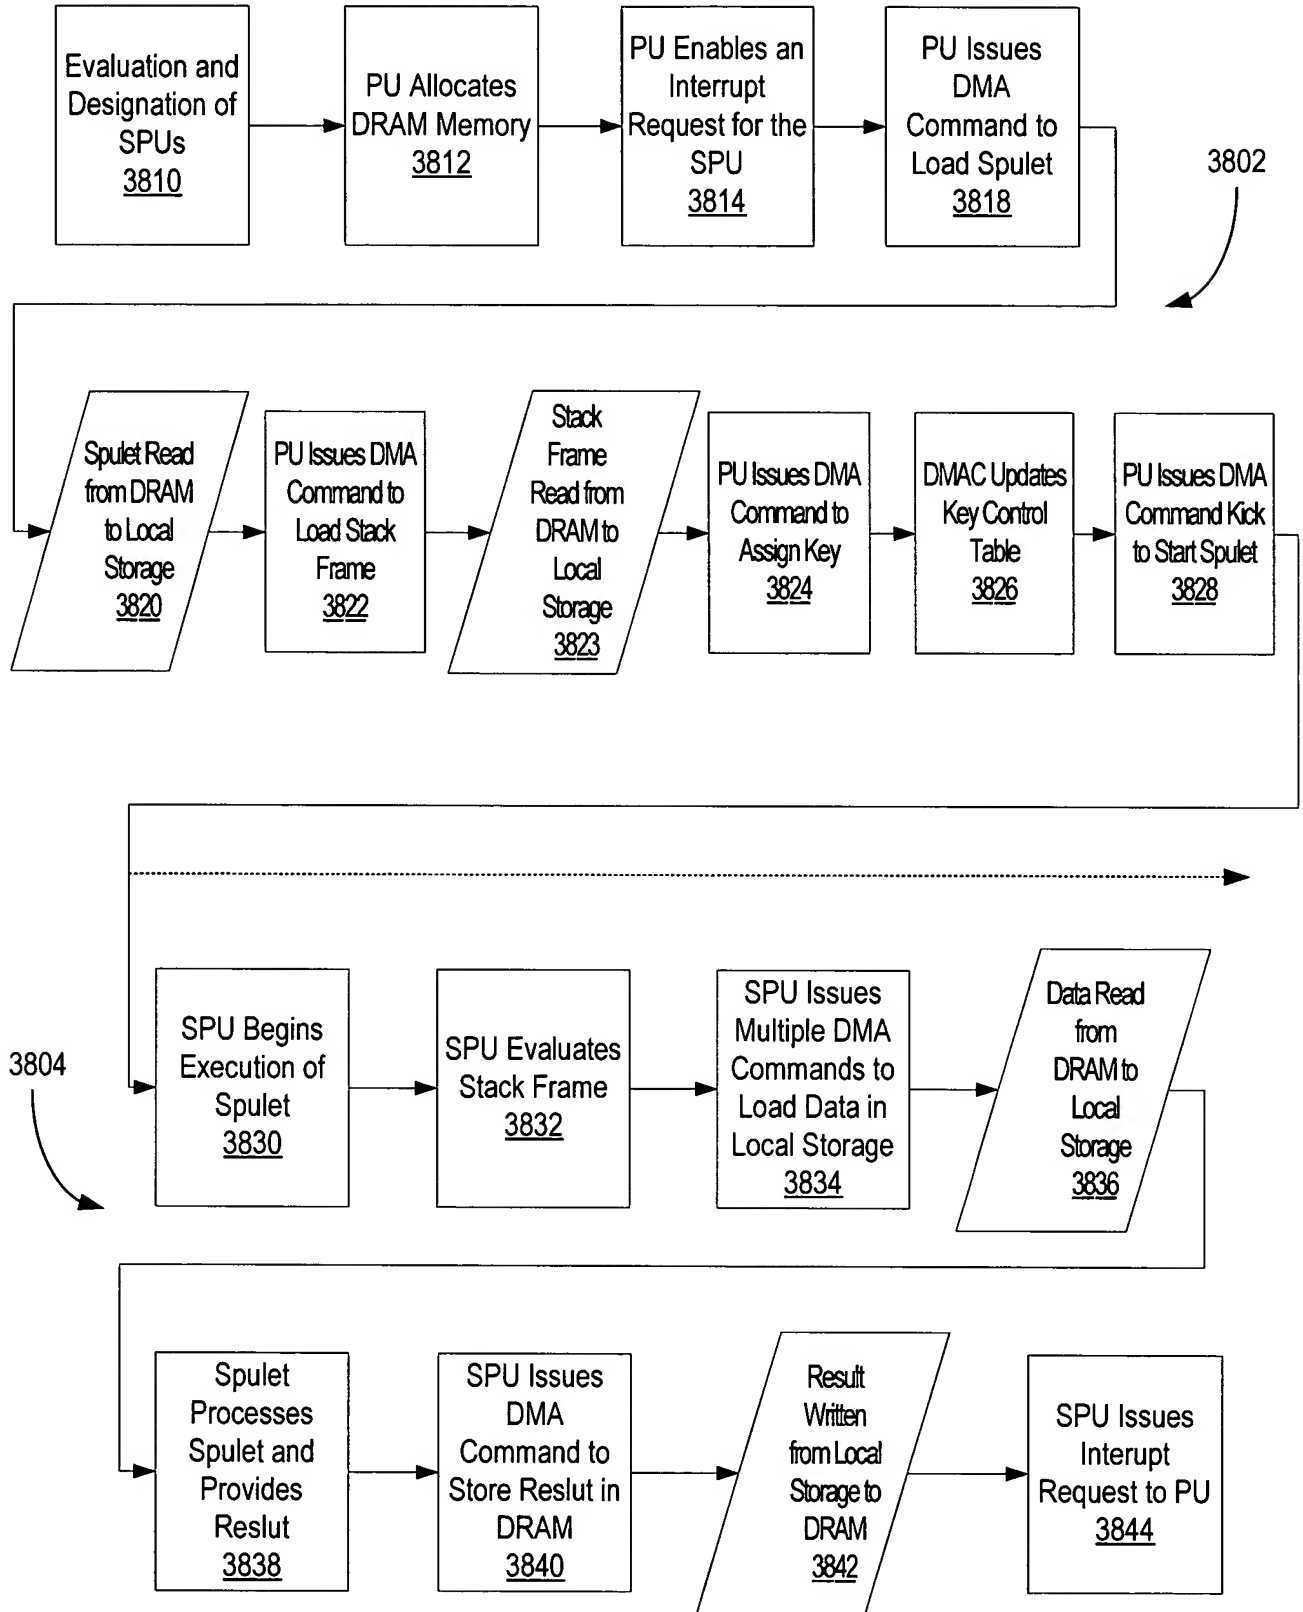 Evaluation and
Designation of
SPUs
3810
PU Allocates
DRAM Memory
3812
PU Enables an
Interrupt
Request for the
SPU
3814
PU Issues
DMA
Command to
Load Spulet
3818
3802
Spulet Read
from DRAM
to Local
Storage
3820
PU Issues DMA
Command to
Load Stack
Frame
3822
Stack
Frame
Read from
DRAM to
Local
Storage
3823
PU Issues DMA
Command to
Assign Key
3824
DMAC Updates
Key Control
Table
3826
PU Issues DMA
Command Kick
to Start Spulet
3828
3804
SPU Begins
Execution of
Spulet
3830
SPU Evaluates
Stack Frame
3832
SPU Issues
Multiple DMA
Commands to
Load Data in
Local Storage
3834
Data Read
from
DRAM to
Local
Storage
3836
Spulet
Processes
Spulet and
Provides
Reslut
3838
SPU Issues
DMA
Command to
Store Reslut in
DRAM
3840
Result
Written
from Local
Storage to
DRAM
3842
SPU Issues
Interupt
Request to PU
3844